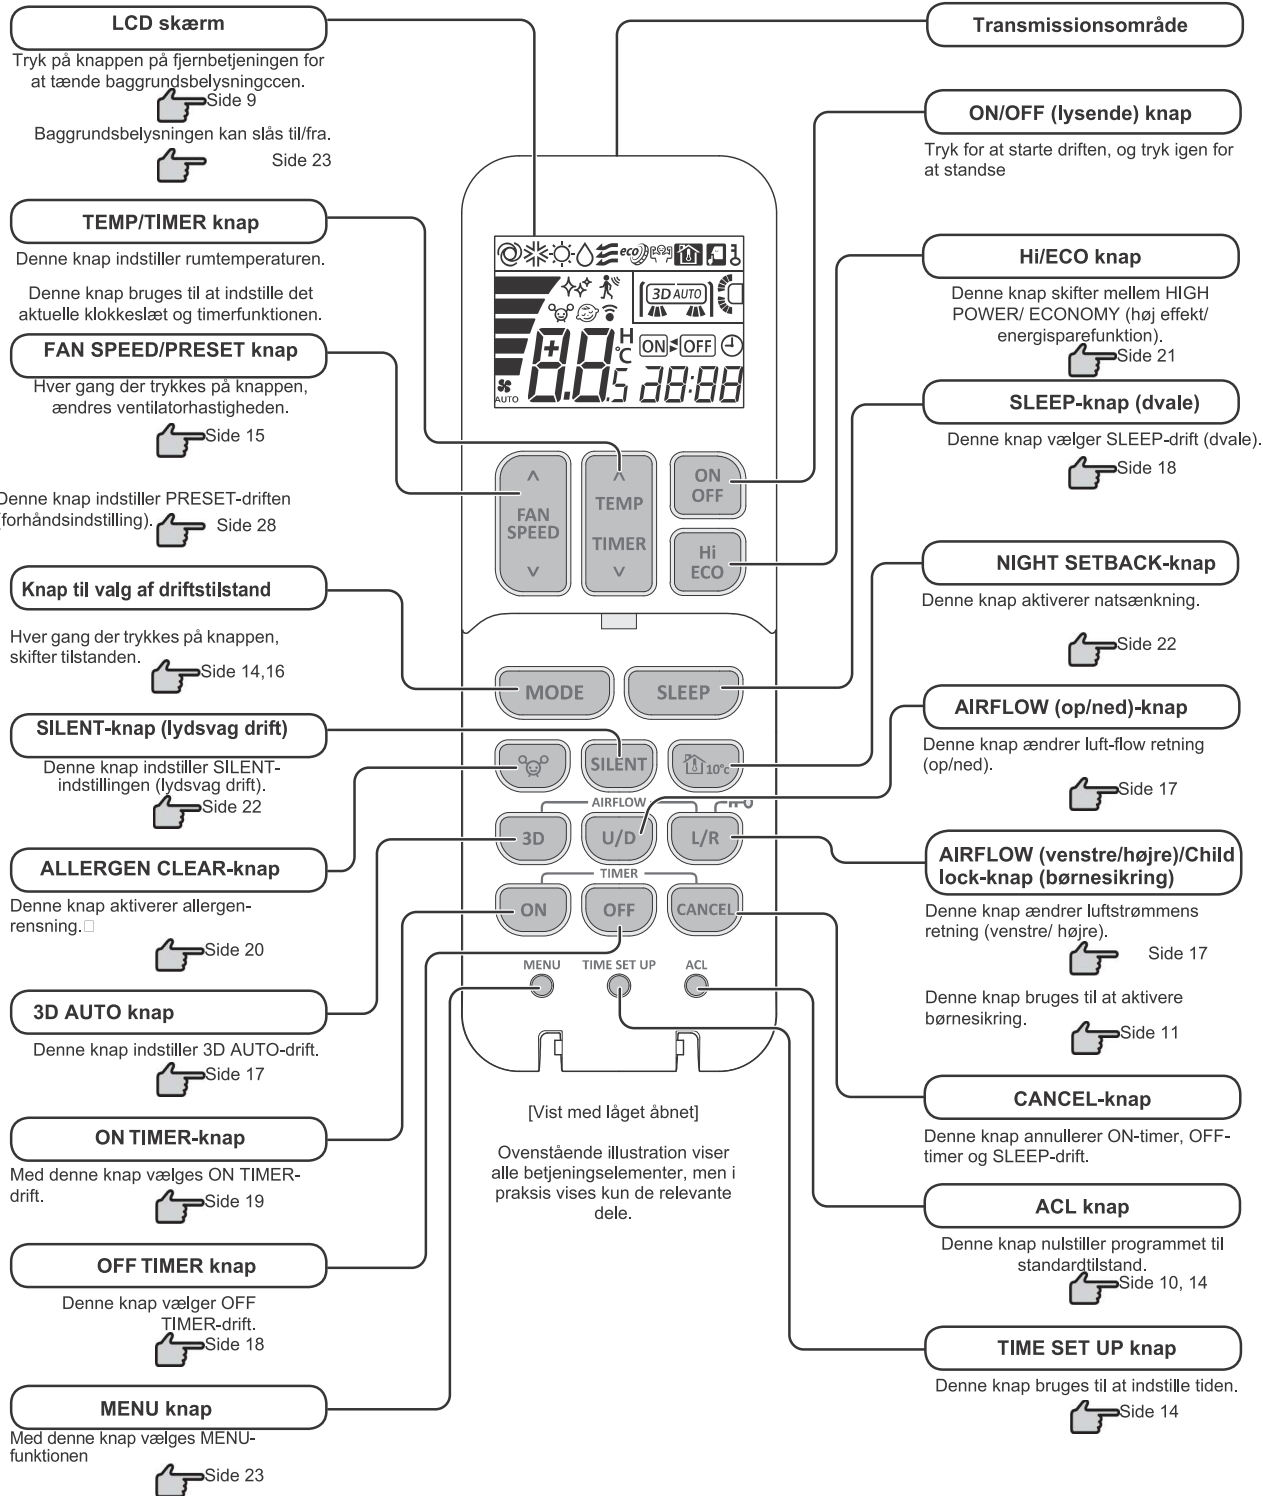 LCD skærm
Tryk på knappen på fjernbetjeningen for
at tænde baggrundsbelysningccen.
Side 9
Baggrundsbelysningen kan slås til/fra.
Side 23
TEMP/TIMER knap
Denne knap indstiller rumtemperaturen.
Denne knap bruges til at indstille det
aktuelle klokkeslæt og timerfunktionen.
FAN SPEED/PRESET knap
Hver gang der trykkes på knappen,
ændres ventilatorhastigheden.
Side 15
Denne knap indstiller PRESET-driften
(forhåndsindstilling).
Side 28
Knap til valg af driftstilstand
Hver gang der trykkes på knappen,
skifter tilstanden.
Side 14,16
SILENT-knap (lydsvag drift)
Denne knap indstiller SILENT-
indstillingen (lydsvag drift).
Side 22
ALLERGEN CLEAR-knap
Denne knap aktiverer allergen-
rensning.
Side 20
3D AUTO knap
Denne knap indstiller 3D AUTO-drift.
Side 17
ON TIMER-knap
Med denne knap vælges ON TIMER-
drift.
Side 19
OFF TIMER knap
Denne knap vælger OFF
TIMER-drift.
Side 18
MENU knap
Med denne knap vælges MENU-
funktionen
Side 23
eco
3D AUTO
H
°C
ON OFF
AUTO
8.8.5 28:88
FAN
SPEED
TEMP
TIMER
ON
OFF
Hi
ECO
MODE
SLEEP
SILENT
10°c
AIRFLOW
3D
U/D
L/R
TIMER
ON
OFF
CANCEL
MENU
TIME SET UP
ACL
[Vist med låget åbnet]
Ovenstående illustration viser
alle betjeningselementer, men i
praksis vises kun de relevante
dele.
Transmissionsområde
ON/OFF (lysende) knap
Tryk for at starte driften, og tryk igen for
at standse
Hi/ECO knap
Denne knap skifter mellem HIGH
POWER/ ECONOMY (høj effekt/
energisparefunktion).
Side 21
SLEEP-knap (dvale)
Denne knap vælger SLEEP-drift (dvale).
Side 18
NIGHT SETBACK-knap
Denne knap aktiverer natsænkning.
Side 22
AIRFLOW (op/ned)-knap
Denne knap ændrer luft-flow retning
(op/ned).
Side 17
AIRFLOW (venstre/højre)/Child
lock-knap (børnesikring)
Denne knap ændrer luftstrømmens
retning (venstre/ højre).
Side 17
Denne knap bruges til at aktivere
børnesikring.
Side 11
CANCEL-knap
Denne knap annullerer ON-timer, OFF-
timer og SLEEP-drift.
ACL knap
Denne knap nulstiller programmet til
standardtilstand.
Side 10, 14
TIME SET UP knap
Denne knap bruges til at indstille tiden.
Side 14